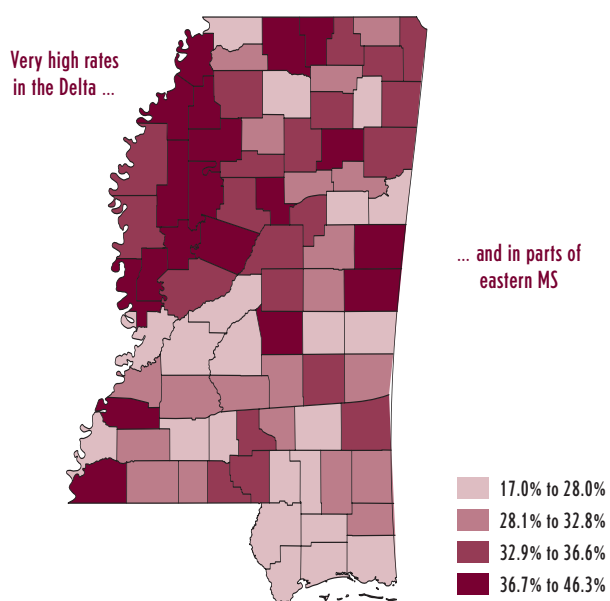 Very high rates
in the Delta ...
... and in parts of
eastern MS
17.0% to 28.0%
28.1% to 32.8%
32.9% to 36.6%
36.7% to 46.3%